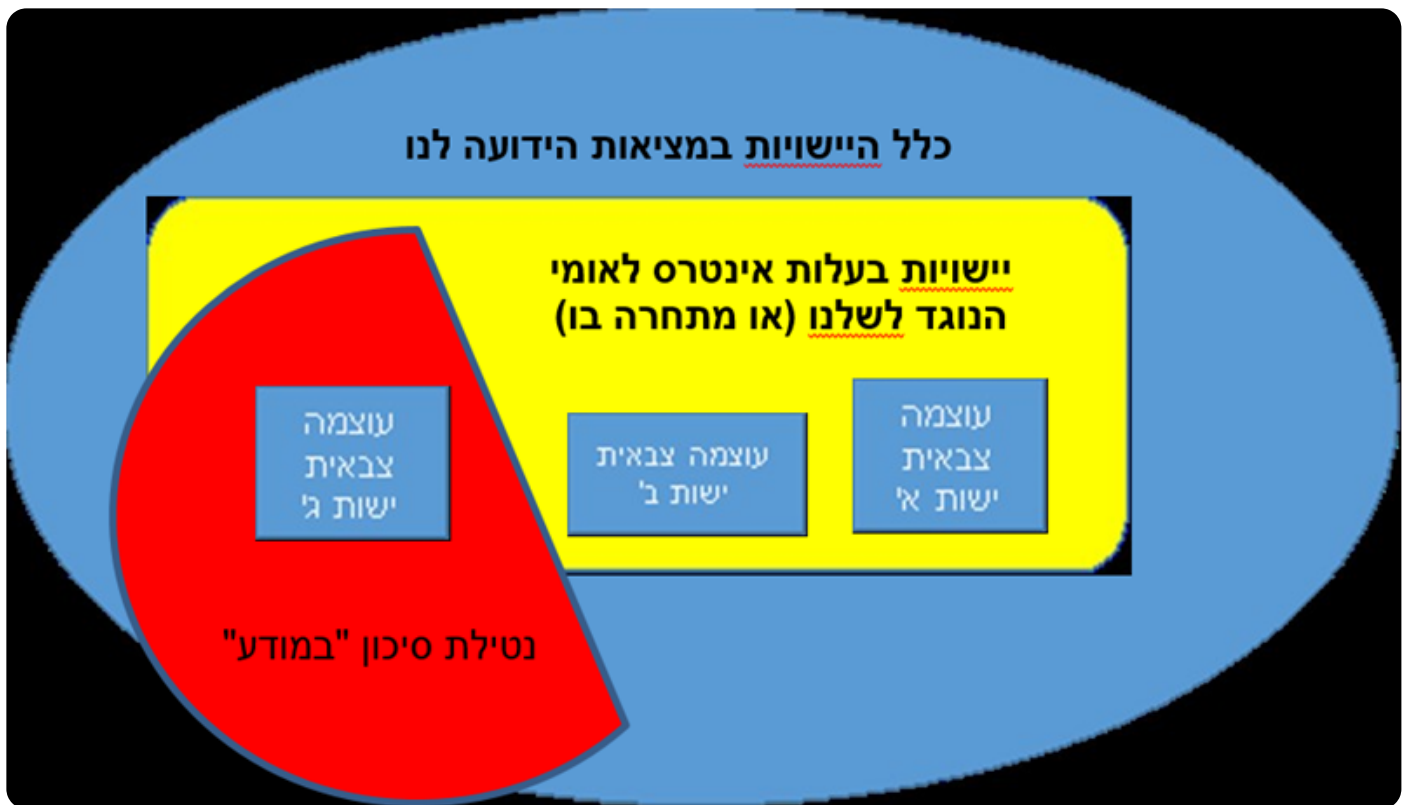 כלל היישויות במציאות הידועה לנו
יישויות בעלות אינטרס לאומי
הנוגד לשלנו (או מתחרה בו)
עוצמה
צבאית
ישות א'
עוצמה צבאית
ישות ב'
עוצמה
צבאית
ישות ג'
נטילת סיכון "במודע"